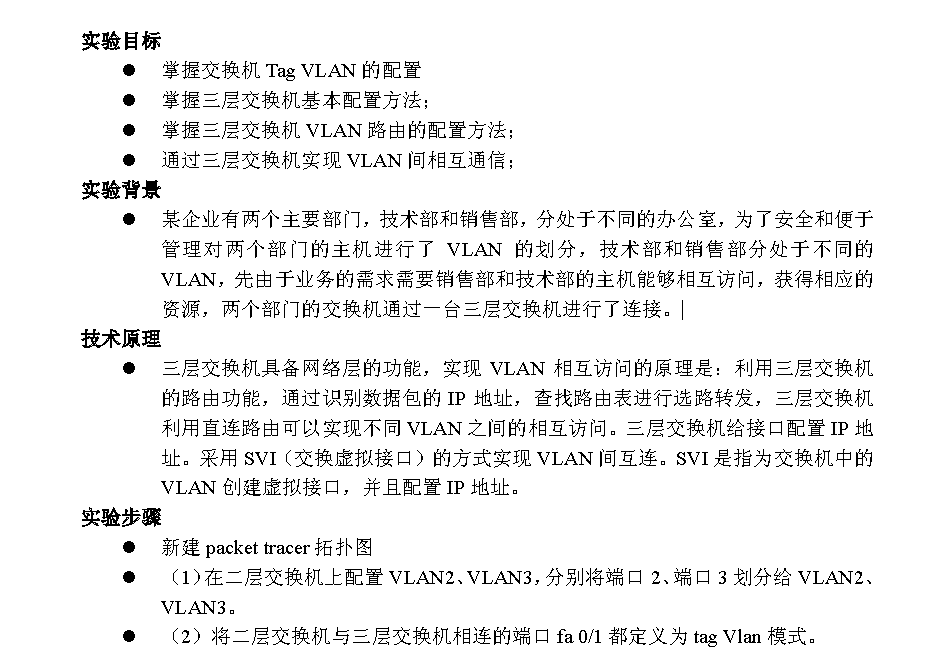 实验目标
● 掌握交换机 Tag VLAN 的配置
● 掌握三层交换机基本配置方法；
● 掌握三层交换机 VLAN 路由的配置方法；
● 通过三层交换机实现 VLAN 间相互通信；
实验背景
● 某企业有两个主要部门，技术部和销售部，分处于不同的办公室，为了安全和便于
管理对两个部门的主机进行了 VLAN 的划分，技术部和销售部分处于不同的
VLAN，先由于业务的需求需要销售部和技术部的主机能够相互访问，获得相应的
资源，两个部门的交换机通过一台三层交换机进行了连接。
技术原理
● 三层交换机具备网络层的功能，实现 VLAN 相互访问的原理是：利用三层交换机
的路由功能，通过识别数据包的 IP 地址，查找路由表进行选路转发，三层交换机
利用直连路由可以实现不同 VLAN 之间的相互访问。三层交换机给接口配置 IP 地
址。采用 SVI（交换虚拟接口）的方式实现 VLAN 间互连。SVI 是指为交换机中的
VLAN 创建虚拟接口，并且配置 IP 地址。
实验步骤
● 新建 packet tracer 拓扑图
● （1）在二层交换机上配置 VLAN2、VLAN3，分别将端口 2、端口 3 划分给 VLAN2、
VLAN3。
● （2）将二层交换机与三层交换机相连的端口 fa 0/1 都定义为 tag Vlan 模式。